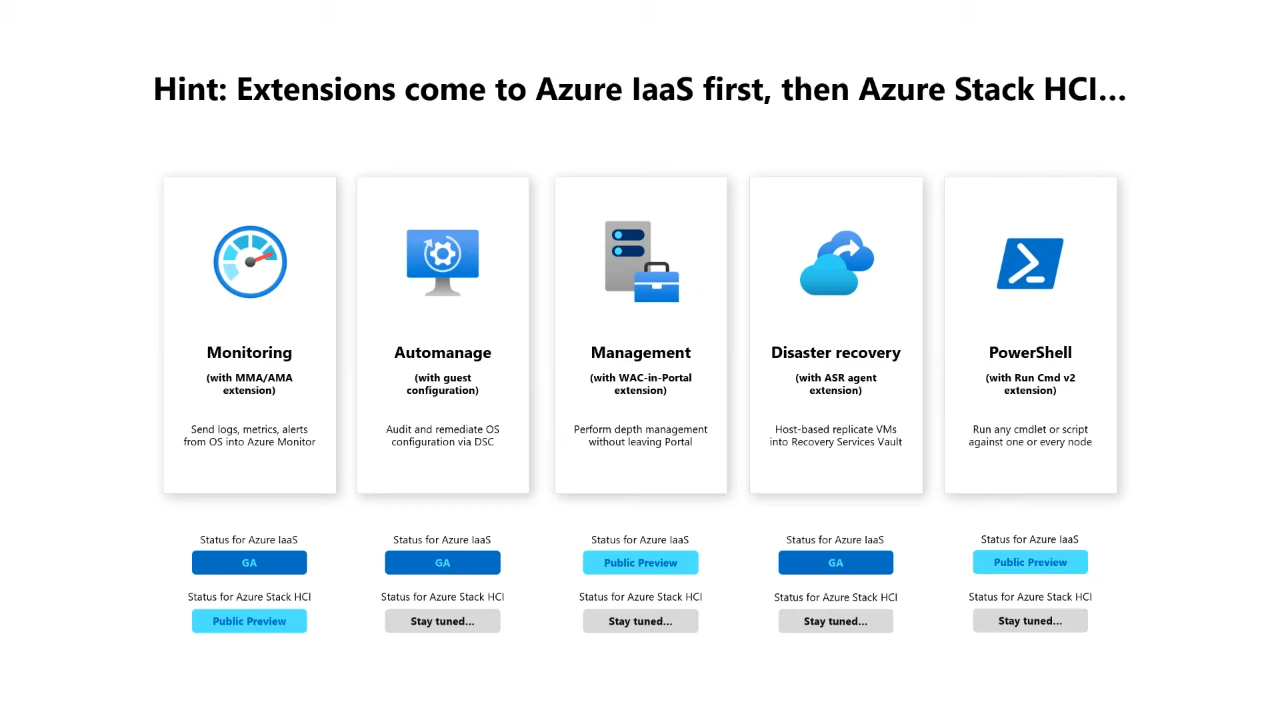 Hint: Extensions come to Azure IaaS first, then Azure Stack HCI...
Monitoring
(with MMA/AMA
extension)
Send logs, metrics, alerts
from OS into Azure Monitor
Automanage
(with guest
configuration)
Audit and remediate OS
configuration via DSC
Management
(with WAC-in-Portal
extension)
Perform depth management
without leaving Portal
Disaster recovery
(with ASR agent
extension)
Host-based replicate VMs
into Recovery Services Vault
PowerShell
(with Run Cmd v2
extension)
Run any cmdlet or script
against one or every node
Status for Azure IaaS
GA
Status for Azure Stack HCI
Public Preview
Status for Azure IaaS
GA
Status for Azure Stack HCI
Stay tuned...
Status for Azure IaaS
Public Preview
Status for Azure Stack HCI
Stay tuned...
Status for Azure IaaS
GA
Status for Azure Stack HCI
Stay tuned...
Status for Azure IaaS
Public Preview
Status for Azure Stack HCI
Stay tuned...